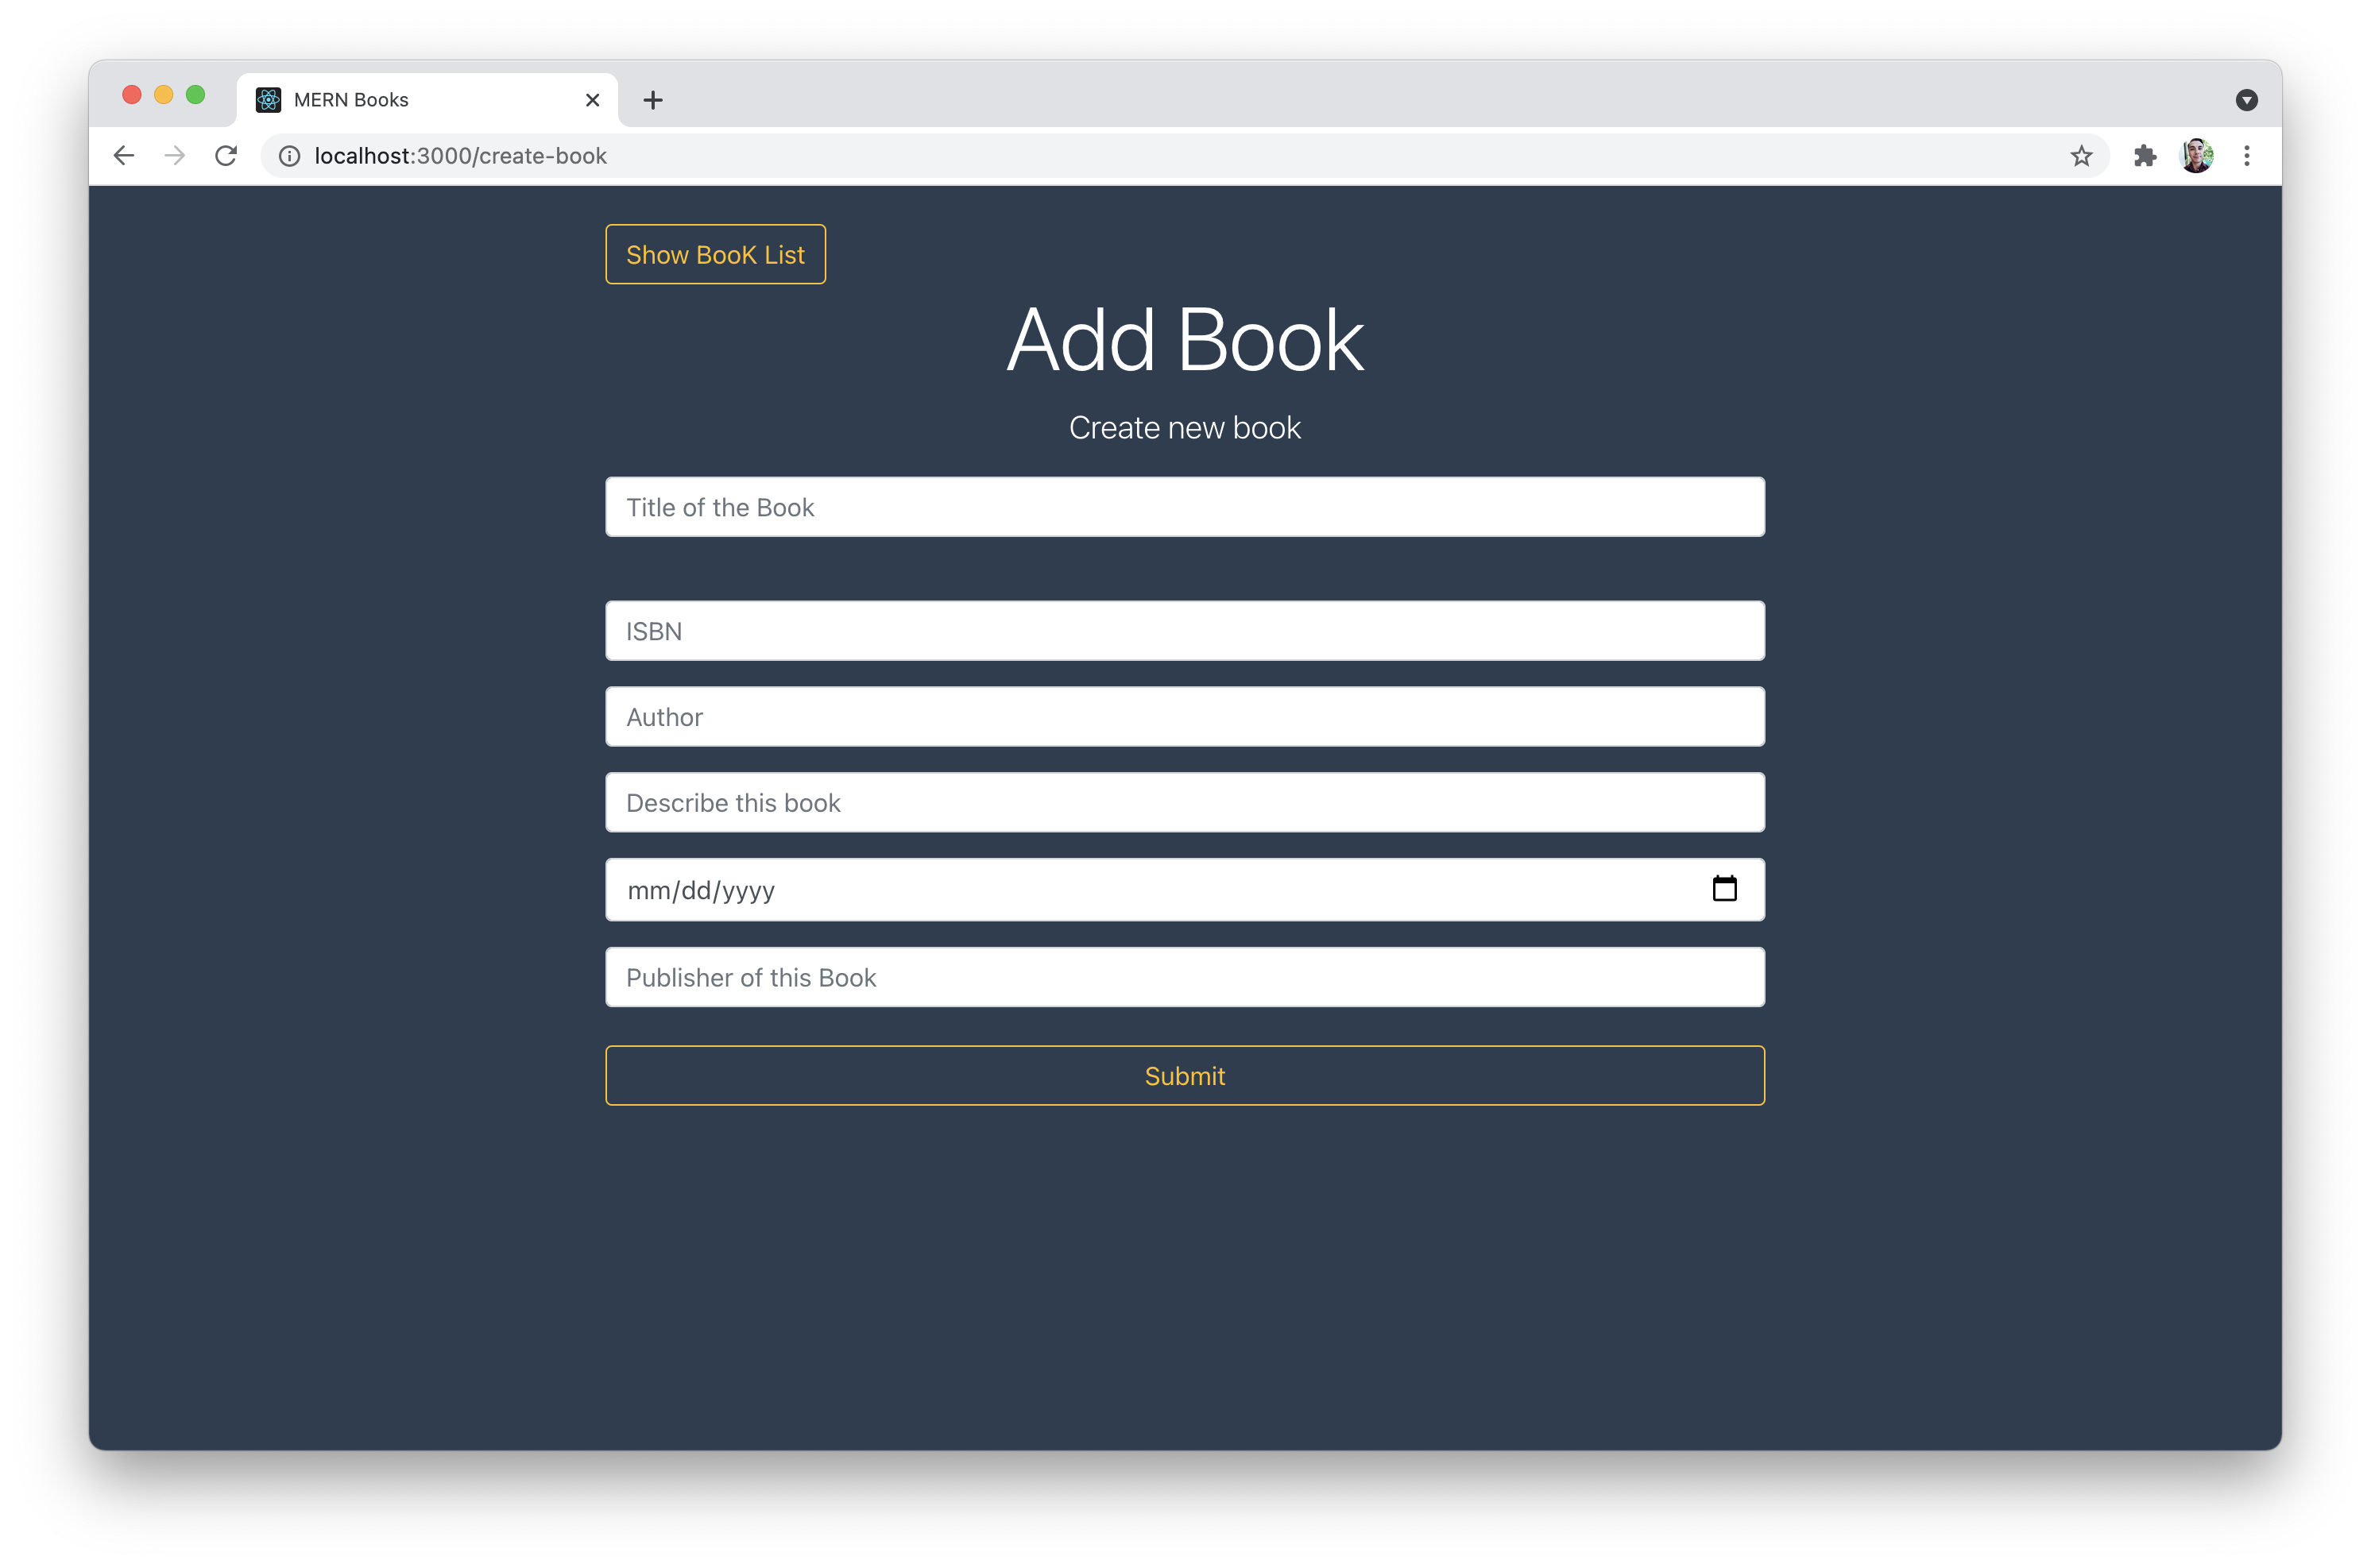 MERN Books
localhost:3000/create-book
Show BooK List
Add Book
Create new book
Title of the Book
ISBN
Author
Describe this book
mm/dd/yyyy
Publisher of this Book
Submit